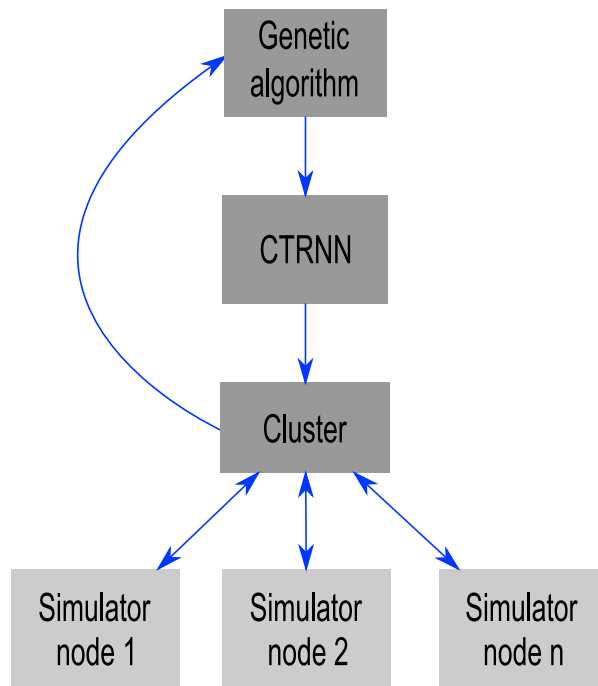 Genetic
algorithm
CTRNN
Cluster
Simulator
node 1
Simulator
node 2
Simulator
node n